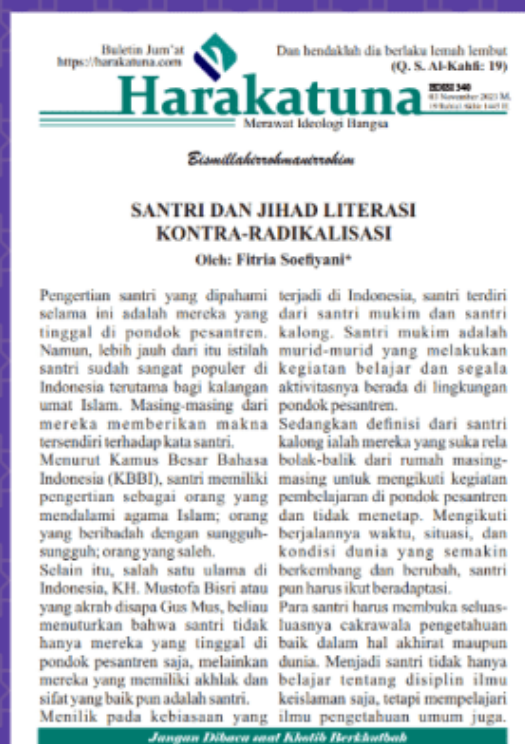 Buletin Jum'at
https://harakatuna.com
Dan hendaklah dia berlaku lemah lembut
(Q. S. Al-Kahfi: 19)
Harakatuna
EDISI 340
03 November 2023 M.
19 Rabiul Akhir 1445 H.
Merawat Ideologi Bangsa
Bismillahirrohmanirrohim
SANTRI DAN JIHAD LITERASI
KONTRA-RADIKALISASI
Oleh: Fitria Soefiyani*
Pengertian santri yang dipahami
selama ini adalah mereka yang
tinggal di pondok pesantren.
Namun, lebih jauh dari itu istilah
santri sudah sangat populer di
Indonesia terutama bagi kalangan
umat Islam. Masing-masing dari
mereka memberikan makna
tersendiri terhadap kata santri.
Menurut Kamus Besar Bahasa
Indonesia (KBBI), santri memiliki
pengertian sebagai orang yang
mendalami agama Islam; orang
yang beribadah dengan sungguh-
sungguh; orang yang saleh.
Selain itu, salah satu ulama di
Indonesia, KH. Mustofa Bisri atau
yang akrab disapa Gus Mus, beliau
menuturkan bahwa santri tidak
hanya mereka yang tinggal di
pondok pesantren saja, melainkan
mereka yang memiliki akhlak dan
sifat yang baik pun adalah santri.
Menilik pada kebiasaan yang
terjadi di Indonesia, santri terdiri
dari santri mukim dan santri
kalong. Santri mukim adalah
murid-murid yang melakukan
kegiatan belajar dan segala
aktivitasnya berada di lingkungan
pondok pesantren.
Sedangkan definisi dari santri
kalong ialah mereka yang suka rela
bolak-balik dari rumah masing-
masing untuk mengikuti kegiatan
pembelajaran di pondok pesantren
dan tidak menetap. Mengikuti
berjalannya waktu, situasi, dan
kondisi dunia yang semakin
berkembang dan berubah, santri
pun harus ikut beradaptasi.
Para santri harus membuka seluas-
luasnya cakrawala pengetahuan
baik dalam hal akhirat maupun
dunia. Menjadi santri tidak hanya
belajar tentang disiplin ilmu
keislaman saja, tetapi mempelajari
ilmu pengetahuan umum juga.
Jangan Dibaca saat Khotib Berkhutbah